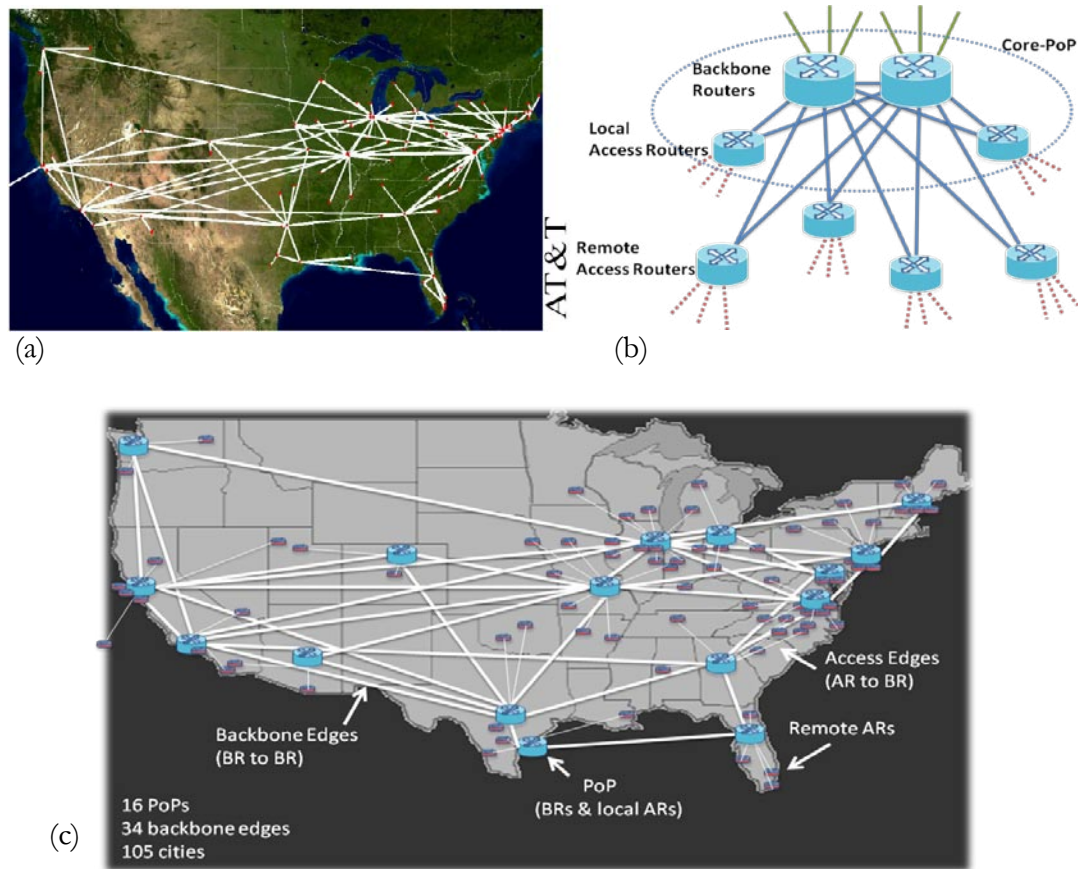 AT&T
(a)
Core-PoP
Backbone
Routers
Local
Access Routers
Remote
Access Routers
(b)
Access Edges
(AR to BR)
Backbone Edges
(BR to BR)
Remote ARs
PoP
(BRs & local ARs)
16 PoPs
34 backbone edges
105 cities
(c)